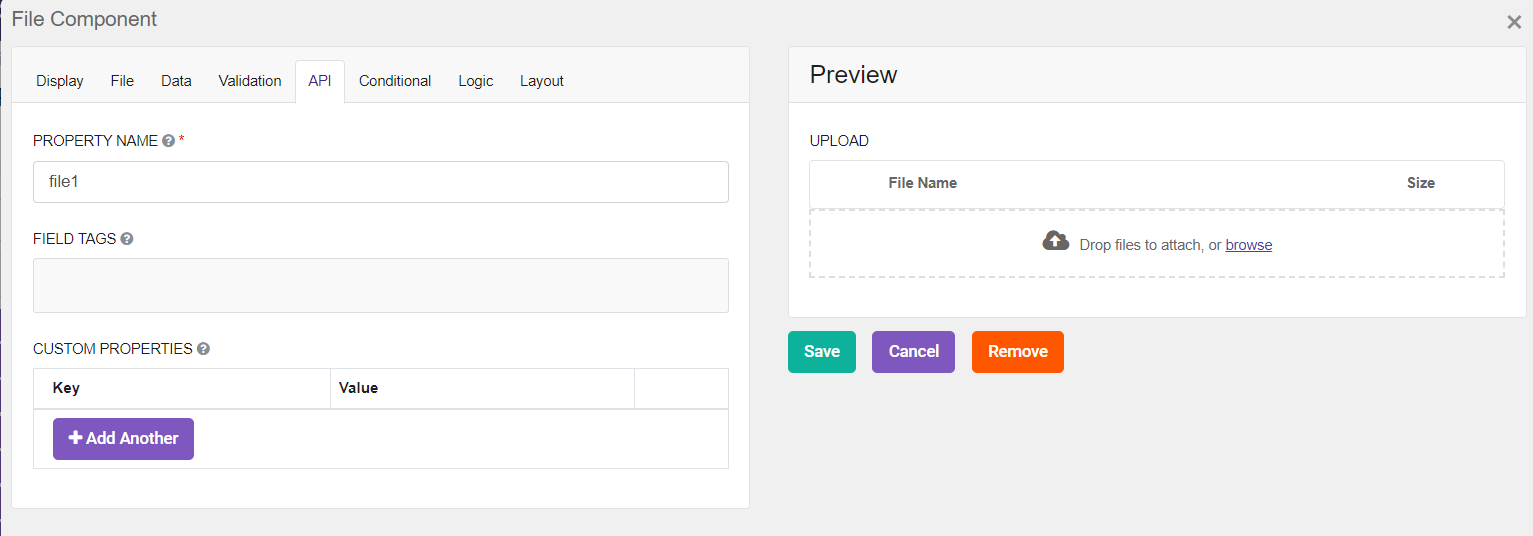 File Component
×
Display File Data Validation API Conditional Logic Layout
PROPERTY NAME *
file1
FIELD TAGS
CUSTOM PROPERTIES
Key Value
Add Another
Preview
UPLOAD
File Name Size
Drop files to attach, or browse
Save Cancel Remove